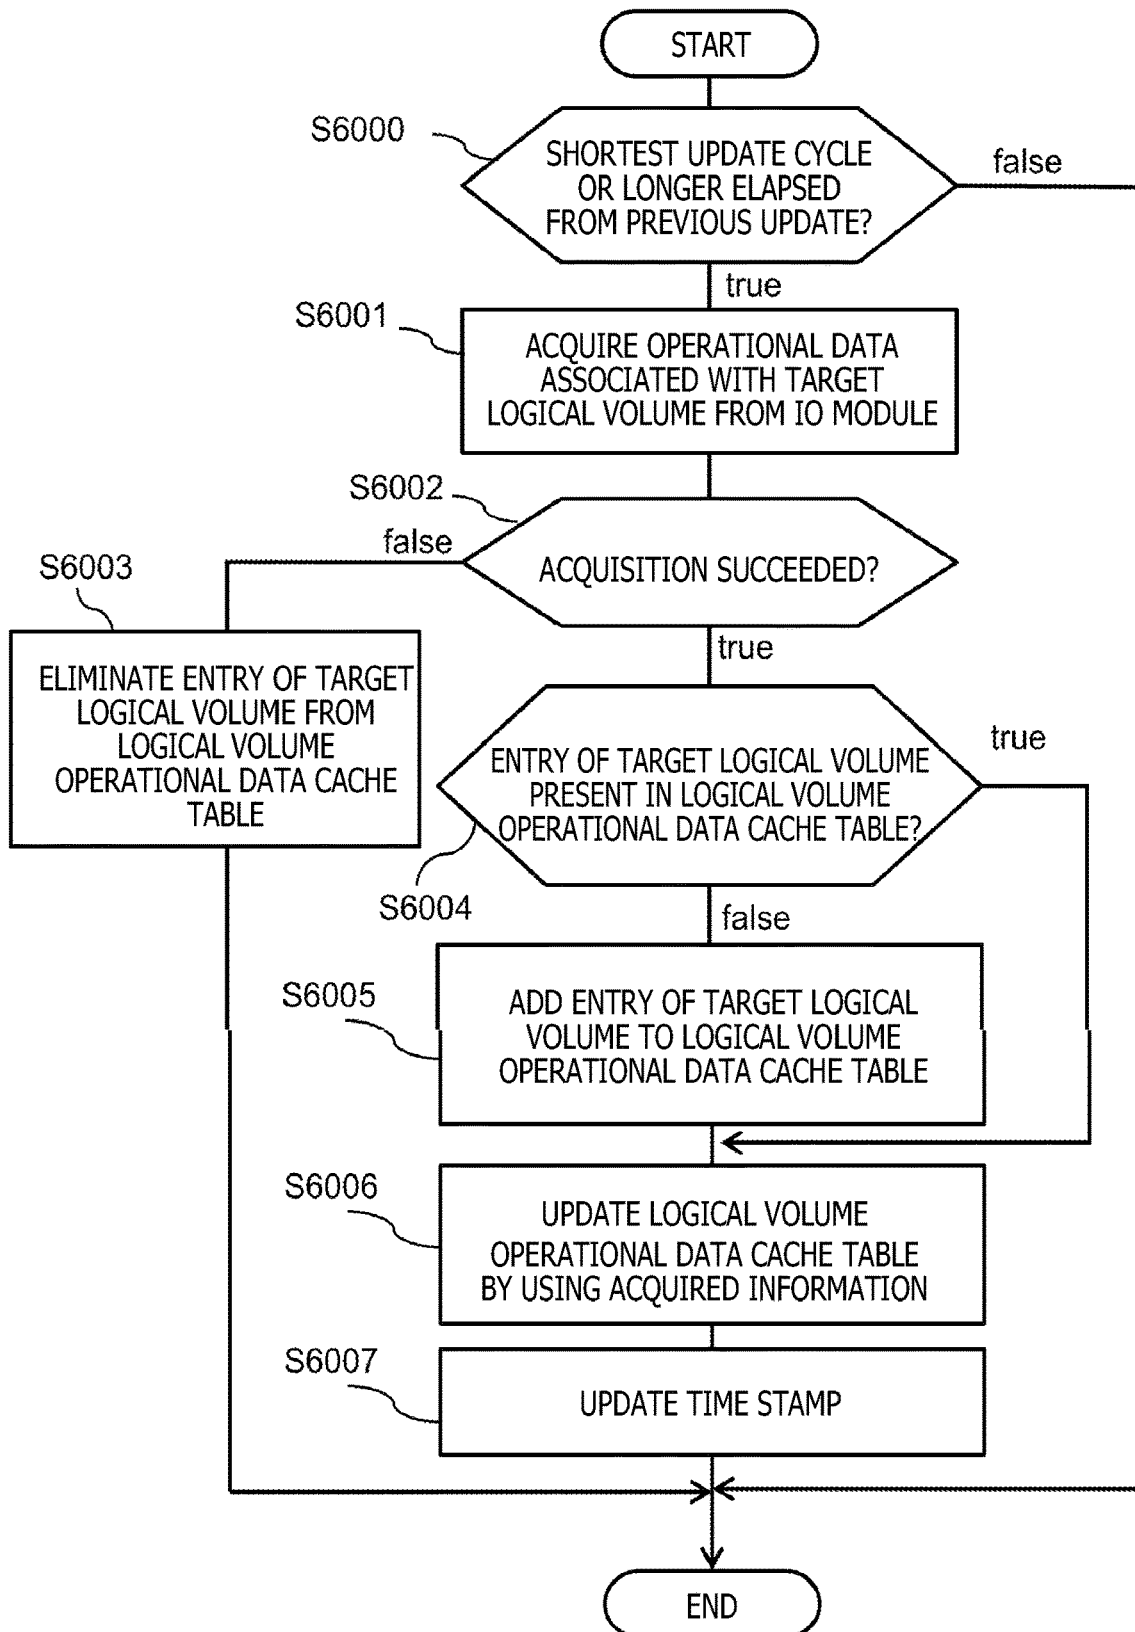 START
S6000
SHORTEST UPDATE CYCLE
OR LONGER ELAPSED
FROM PREVIOUS UPDATE?
false
true
S6001
ACQUIRE OPERATIONAL DATA
ASSOCIATED WITH TARGET
LOGICAL VOLUME FROM IO MODULE
S6002
ACQUISITION SUCCEEDED?
false
true
S6003
ELIMINATE ENTRY OF TARGET
LOGICAL VOLUME FROM
LOGICAL VOLUME
OPERATIONAL DATA CACHE
TABLE
ENTRY OF TARGET LOGICAL VOLUME
PRESENT IN LOGICAL VOLUME
OPERATIONAL DATA CACHE TABLE?
true
S6004
false
S6005
ADD ENTRY OF TARGET LOGICAL
VOLUME TO LOGICAL VOLUME
OPERATIONAL DATA CACHE TABLE
S6006
UPDATE LOGICAL VOLUME
OPERATIONAL DATA CACHE TABLE
BY USING ACQUIRED INFORMATION
S6007
UPDATE TIME STAMP
END